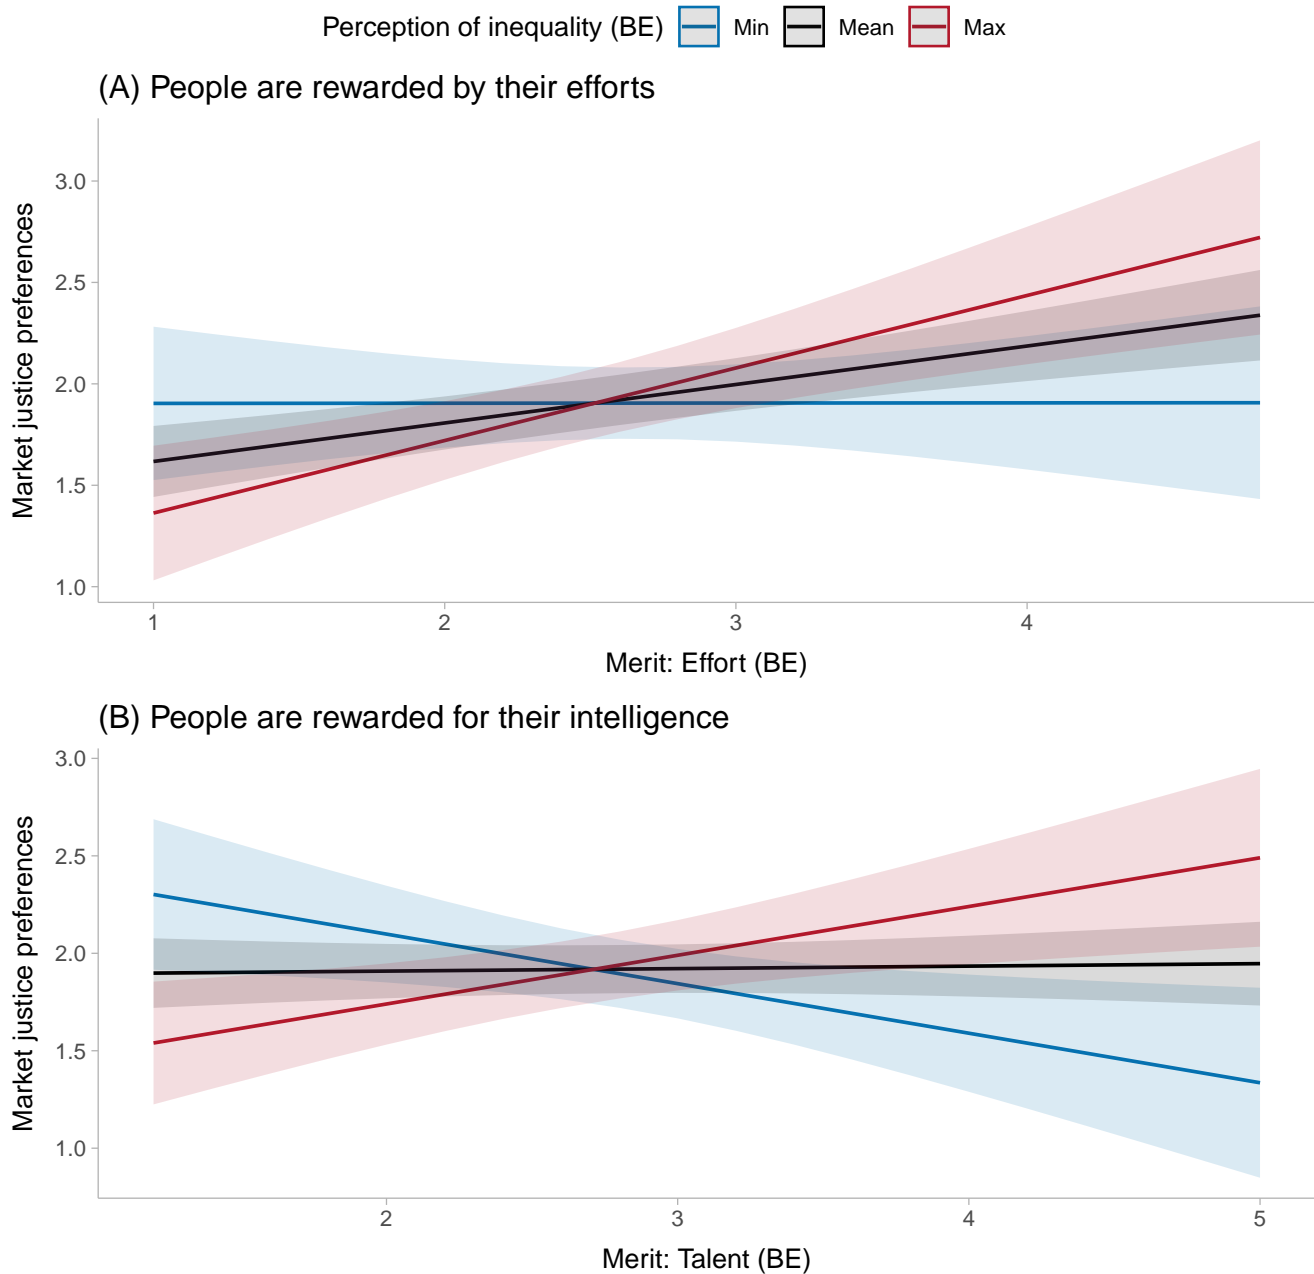 Perception of inequality (BE) Min Mean Max
(A) People are rewarded by their efforts
Market justice preferences
3.0
2.5
2.0
1.5
1.0
1 2 3 4
Merit: Effort (BE)
(B) People are rewarded for their intelligence
Market justice preferences
3.0
2.5
2.0
1.5
1.0
2 3 4 5
Merit: Talent (BE)